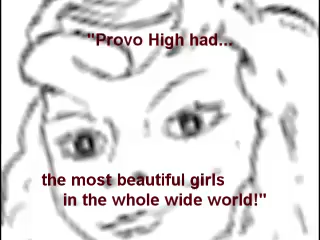 "Provo High had...
the most beautiful girls
in the whole wide world!"